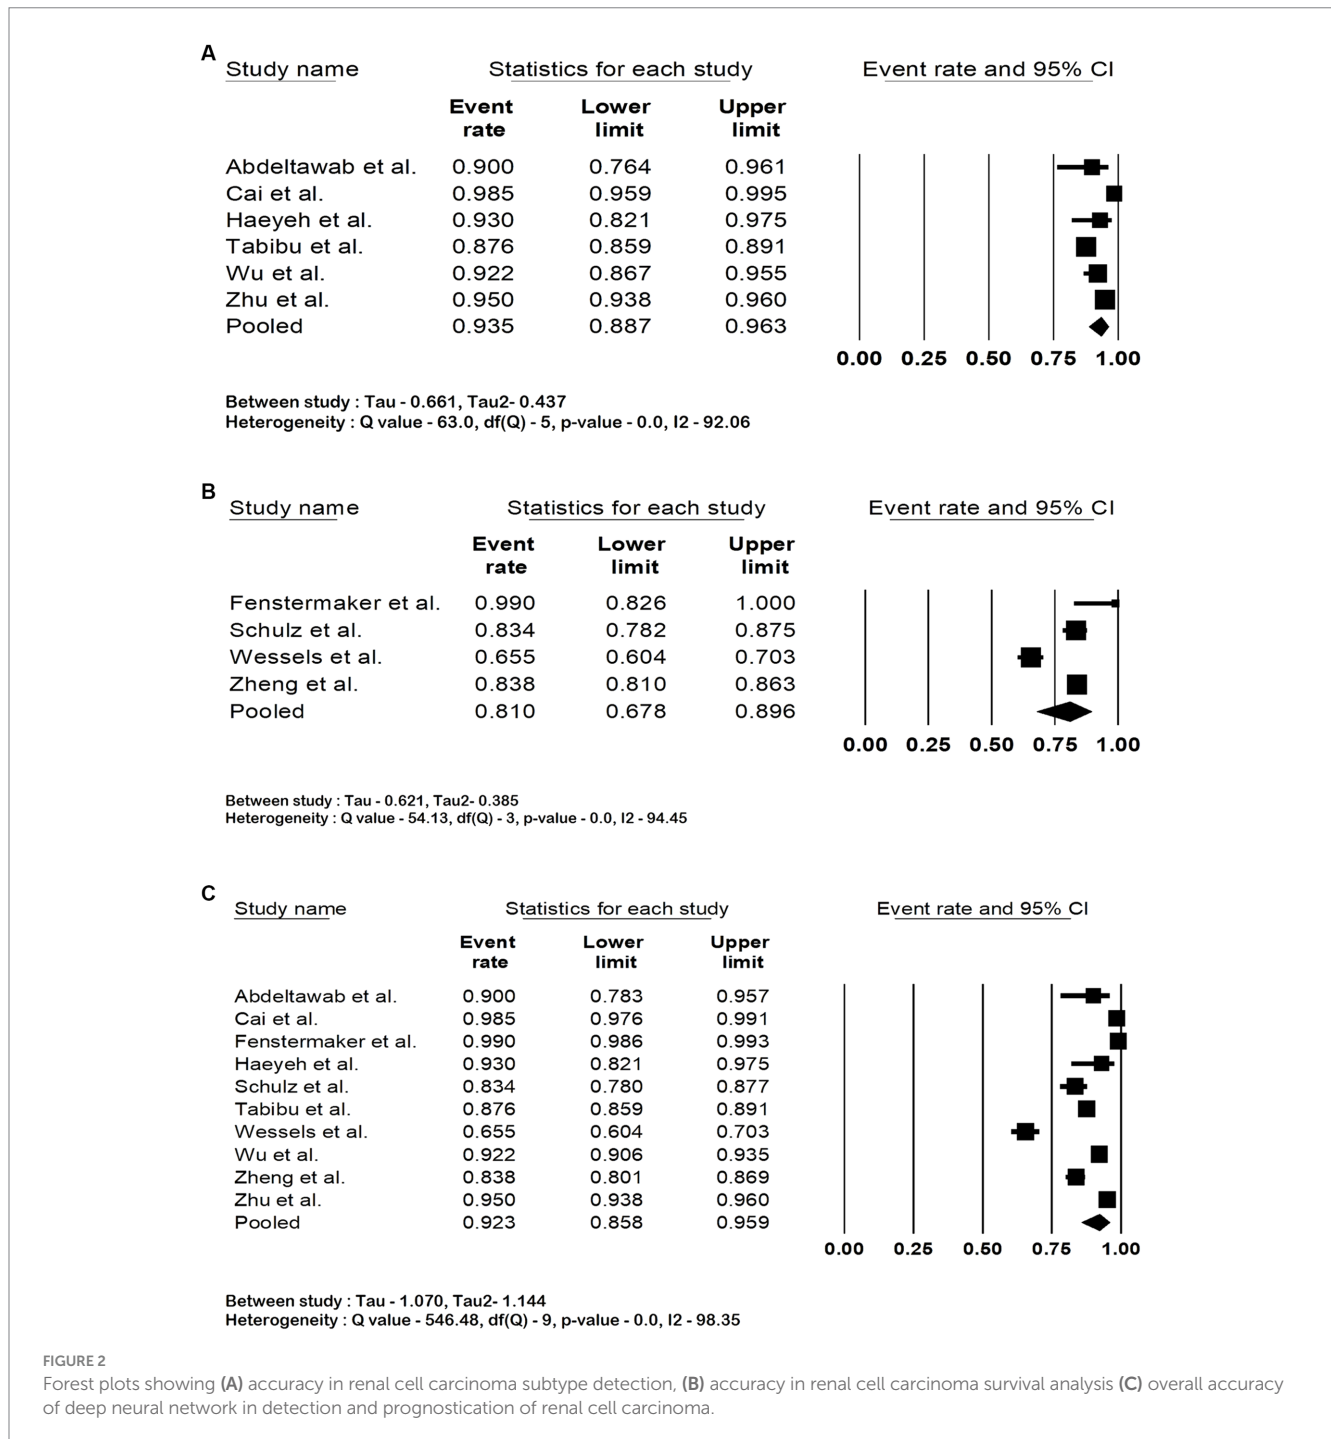 A
Study name Statistics for each study Event rate and 95% CI
Event rate Lower limit Upper limit
Abdeltawab et al. 0.900 0.764 0.961
Cai et al. 0.985 0.959 0.995
Haeyeh et al. 0.930 0.821 0.975
Tabibu et al. 0.876 0.859 0.891
Wu et al. 0.922 0.867 0.955
Zhu et al. 0.950 0.938 0.960
Pooled 0.935 0.887 0.963
0.00 0.25 0.50 0.75 1.00
Between study : Tau - 0.661, Tau2- 0.437
Heterogeneity : Q value - 63.0, df(Q) - 5, p-value - 0.0, I2 - 92.06
B
Study name Statistics for each study Event rate and 95% CI
Event rate Lower limit Upper limit
Fenstermaker et al. 0.990 0.826 1.000
Schulz et al. 0.834 0.782 0.875
Wessels et al. 0.655 0.604 0.703
Zheng et al. 0.838 0.810 0.863
Pooled 0.810 0.678 0.896
0.00 0.25 0.50 0.75 1.00
Between study : Tau - 0.621, Tau2- 0.385
Heterogeneity : Q value - 54.13, df(Q) - 3, p-value - 0.0, I2 - 94.45
C
Study name Statistics for each study Event rate and 95% CI
Event rate Lower limit Upper limit
Abdeltawab et al. 0.900 0.783 0.957
Cai et al. 0.985 0.976 0.991
Fenstermaker et al. 0.990 0.986 0.993
Haeyeh et al. 0.930 0.821 0.975
Schulz et al. 0.834 0.780 0.877
Tabibu et al. 0.876 0.859 0.891
Wessels et al. 0.655 0.604 0.703
Wu et al. 0.922 0.906 0.935
Zheng et al. 0.838 0.801 0.869
Zhu et al. 0.950 0.938 0.960
Pooled 0.923 0.858 0.959
0.00 0.25 0.50 0.75 1.00
Between study : Tau - 1.070, Tau2- 1.144
Heterogeneity : Q value - 546.48, df(Q) - 9, p-value - 0.0, I2 - 98.35
FIGURE 2
Forest plots showing (A) accuracy in renal cell carcinoma subtype detection, (B) accuracy in renal cell carcinoma survival analysis (C) overall accuracy
of deep neural network in detection and prognostication of renal cell carcinoma.